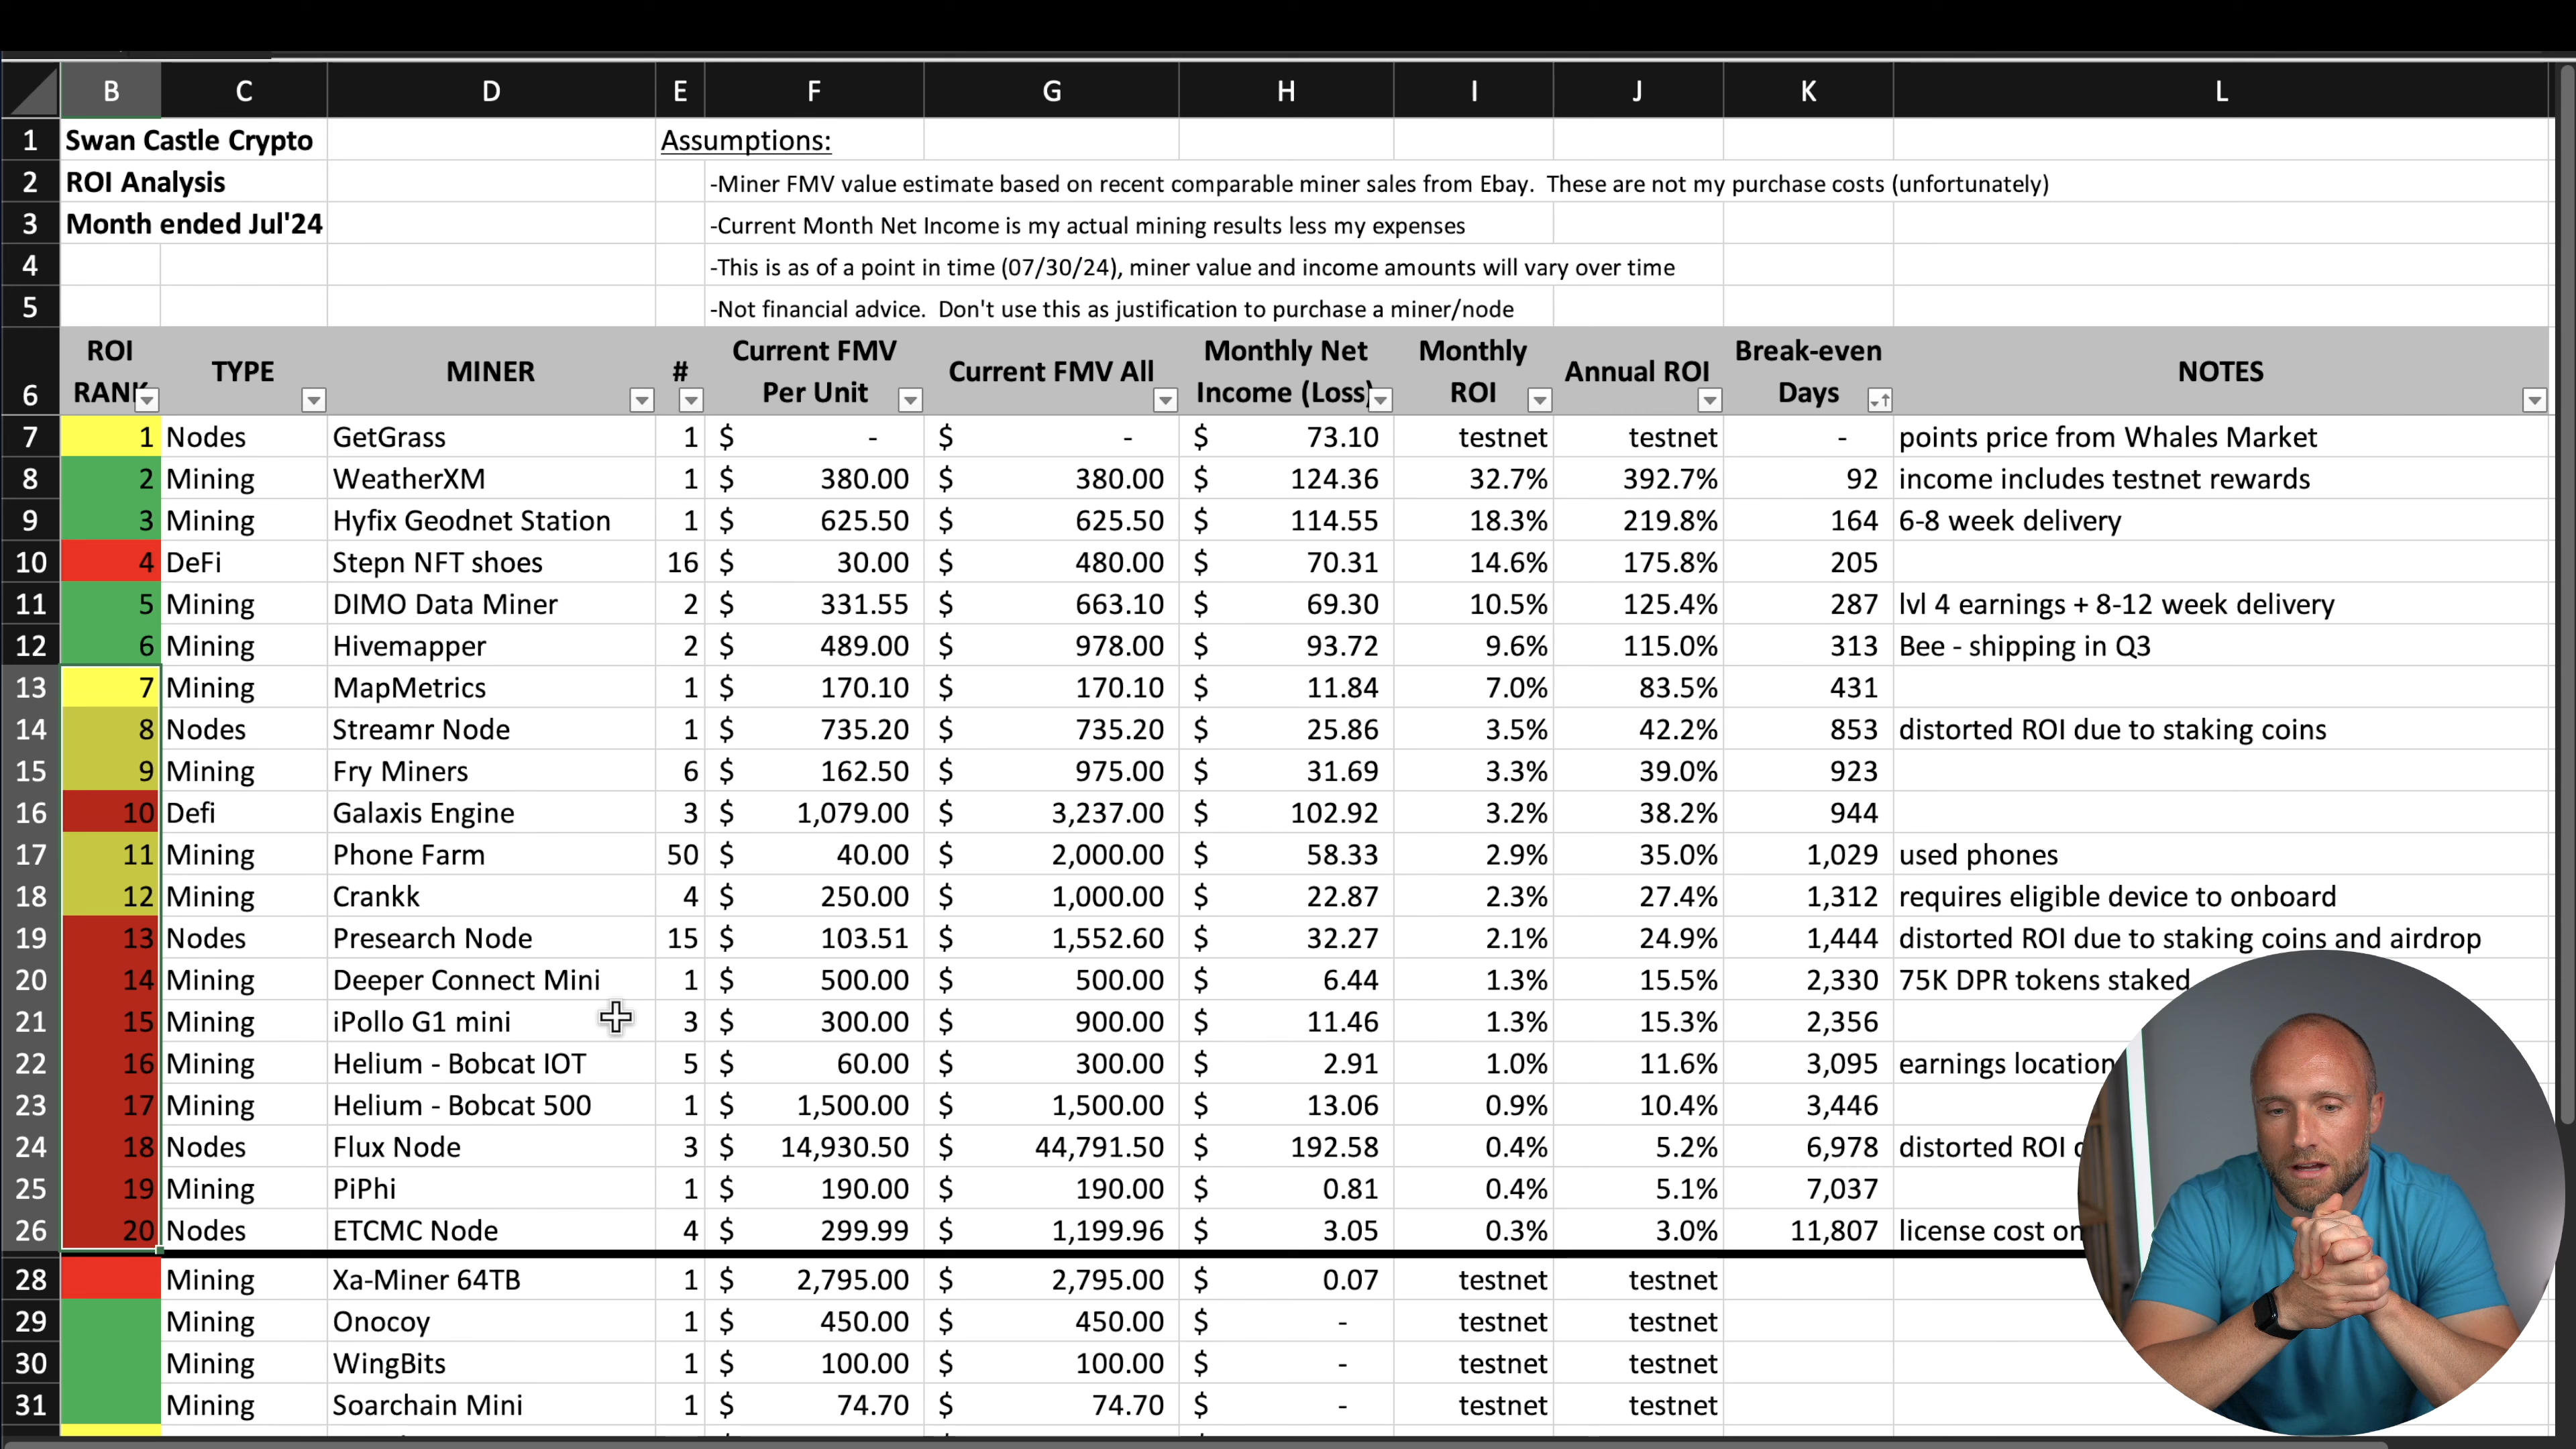 B C D E F G H I J K L
1 Swan Castle Crypto Assumptions:
2 ROI Analysis -Miner FMV value estimate based on recent comparable miner sales from Ebay. These are not my purchase costs (unfortunately)
3 Month ended Jul'24 -Current Month Net Income is my actual mining results less my expenses
4 -This is as of a point in time (07/30/24), miner value and income amounts will vary over time
5 -Not financial advice. Don't use this as justification to purchase a miner/node
6 ROI RANK TYPE MINER # Current FMV Per Unit Current FMV All Monthly Net Income (Loss) Monthly ROI Annual ROI Break-even Days NOTES
7 1 Nodes GetGrass 1 $ - $ - $ 73.10 testnet testnet - points price from Whales Market
8 2 Mining WeatherXM 1 $ 380.00 $ 380.00 $ 124.36 32.7% 392.7% 92 income includes testnet rewards
9 3 Mining Hyfix Geodnet Station 1 $ 625.50 $ 625.50 $ 114.55 18.3% 219.8% 164 6-8 week delivery
10 4 DeFi Stepn NFT shoes 16 $ 30.00 $ 480.00 $ 70.31 14.6% 175.8% 205
11 5 Mining DIMO Data Miner 2 $ 331.55 $ 663.10 $ 69.30 10.5% 125.4% 287 lvl 4 earnings + 8-12 week delivery
12 6 Mining Hivemapper 2 $ 489.00 $ 978.00 $ 93.72 9.6% 115.0% 313 Bee - shipping in Q3
13 7 Mining MapMetrics 1 $ 170.10 $ 170.10 $ 11.84 7.0% 83.5% 431
14 8 Nodes Streamr Node 1 $ 735.20 $ 735.20 $ 25.86 3.5% 42.2% 853 distorted ROI due to staking coins
15 9 Mining Fry Miners 6 $ 162.50 $ 975.00 $ 31.69 3.3% 39.0% 923
16 10 Defi Galaxis Engine 3 $ 1,079.00 $ 3,237.00 $ 102.92 3.2% 38.2% 944
17 11 Mining Phone Farm 50 $ 40.00 $ 2,000.00 $ 58.33 2.9% 35.0% 1,029 used phones
18 12 Mining Crankk 4 $ 250.00 $ 1,000.00 $ 22.87 2.3% 27.4% 1,312 requires eligible device to onboard
19 13 Nodes Presearch Node 15 $ 103.51 $ 1,552.60 $ 32.27 2.1% 24.9% 1,444 distorted ROI due to staking coins and airdrop
20 14 Mining Deeper Connect Mini 1 $ 500.00 $ 500.00 $ 6.44 1.3% 15.5% 2,330 75K DPR tokens staked
21 15 Mining iPollo G1 mini 3 $ 300.00 $ 900.00 $ 11.46 1.3% 15.3% 2,356
22 16 Mining Helium - Bobcat IOT 5 $ 60.00 $ 300.00 $ 2.91 1.0% 11.6% 3,095 earnings location
23 17 Mining Helium - Bobcat 500 1 $ 1,500.00 $ 1,500.00 $ 13.06 0.9% 10.4% 3,446
24 18 Nodes Flux Node 3 $ 14,930.50 $ 44,791.50 $ 192.58 0.4% 5.2% 6,978 distorted ROI
25 19 Mining PiPhi 1 $ 190.00 $ 190.00 $ 0.81 0.4% 5.1% 7,037
26 20 Nodes ETCMC Node 4 $ 299.99 $ 1,199.96 $ 3.05 0.3% 3.0% 11,807 license cost on
28 Mining Xa-Miner 64TB 1 $ 2,795.00 $ 2,795.00 $ 0.07 testnet testnet
29 Mining Onocoy 1 $ 450.00 $ 450.00 $ - testnet testnet
30 Mining WingBits 1 $ 100.00 $ 100.00 $ - testnet testnet
31 Mining Soarchain Mini 1 $ 74.70 $ 74.70 $ - testnet testnet